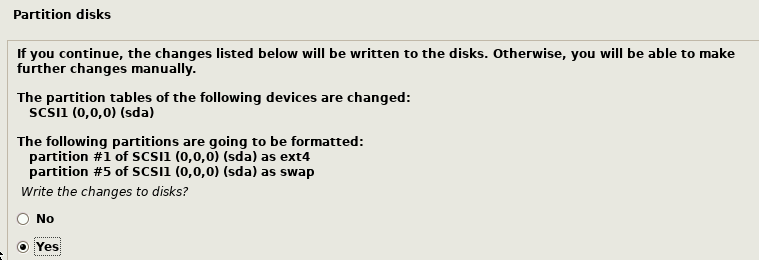 Partition disks
If you continue, the changes listed below will be written to the disks. Otherwise, you will be able to make
further changes manually.
The partition tables of the following devices are changed:
SCSI1 (0,0,0) (sda)
The following partitions are going to be formatted:
partition #1 of SCSI1 (0,0,0) (sda) as ext4
partition #5 of SCSI1 (0,0,0) (sda) as swap
Write the changes to disks?
No
Yes